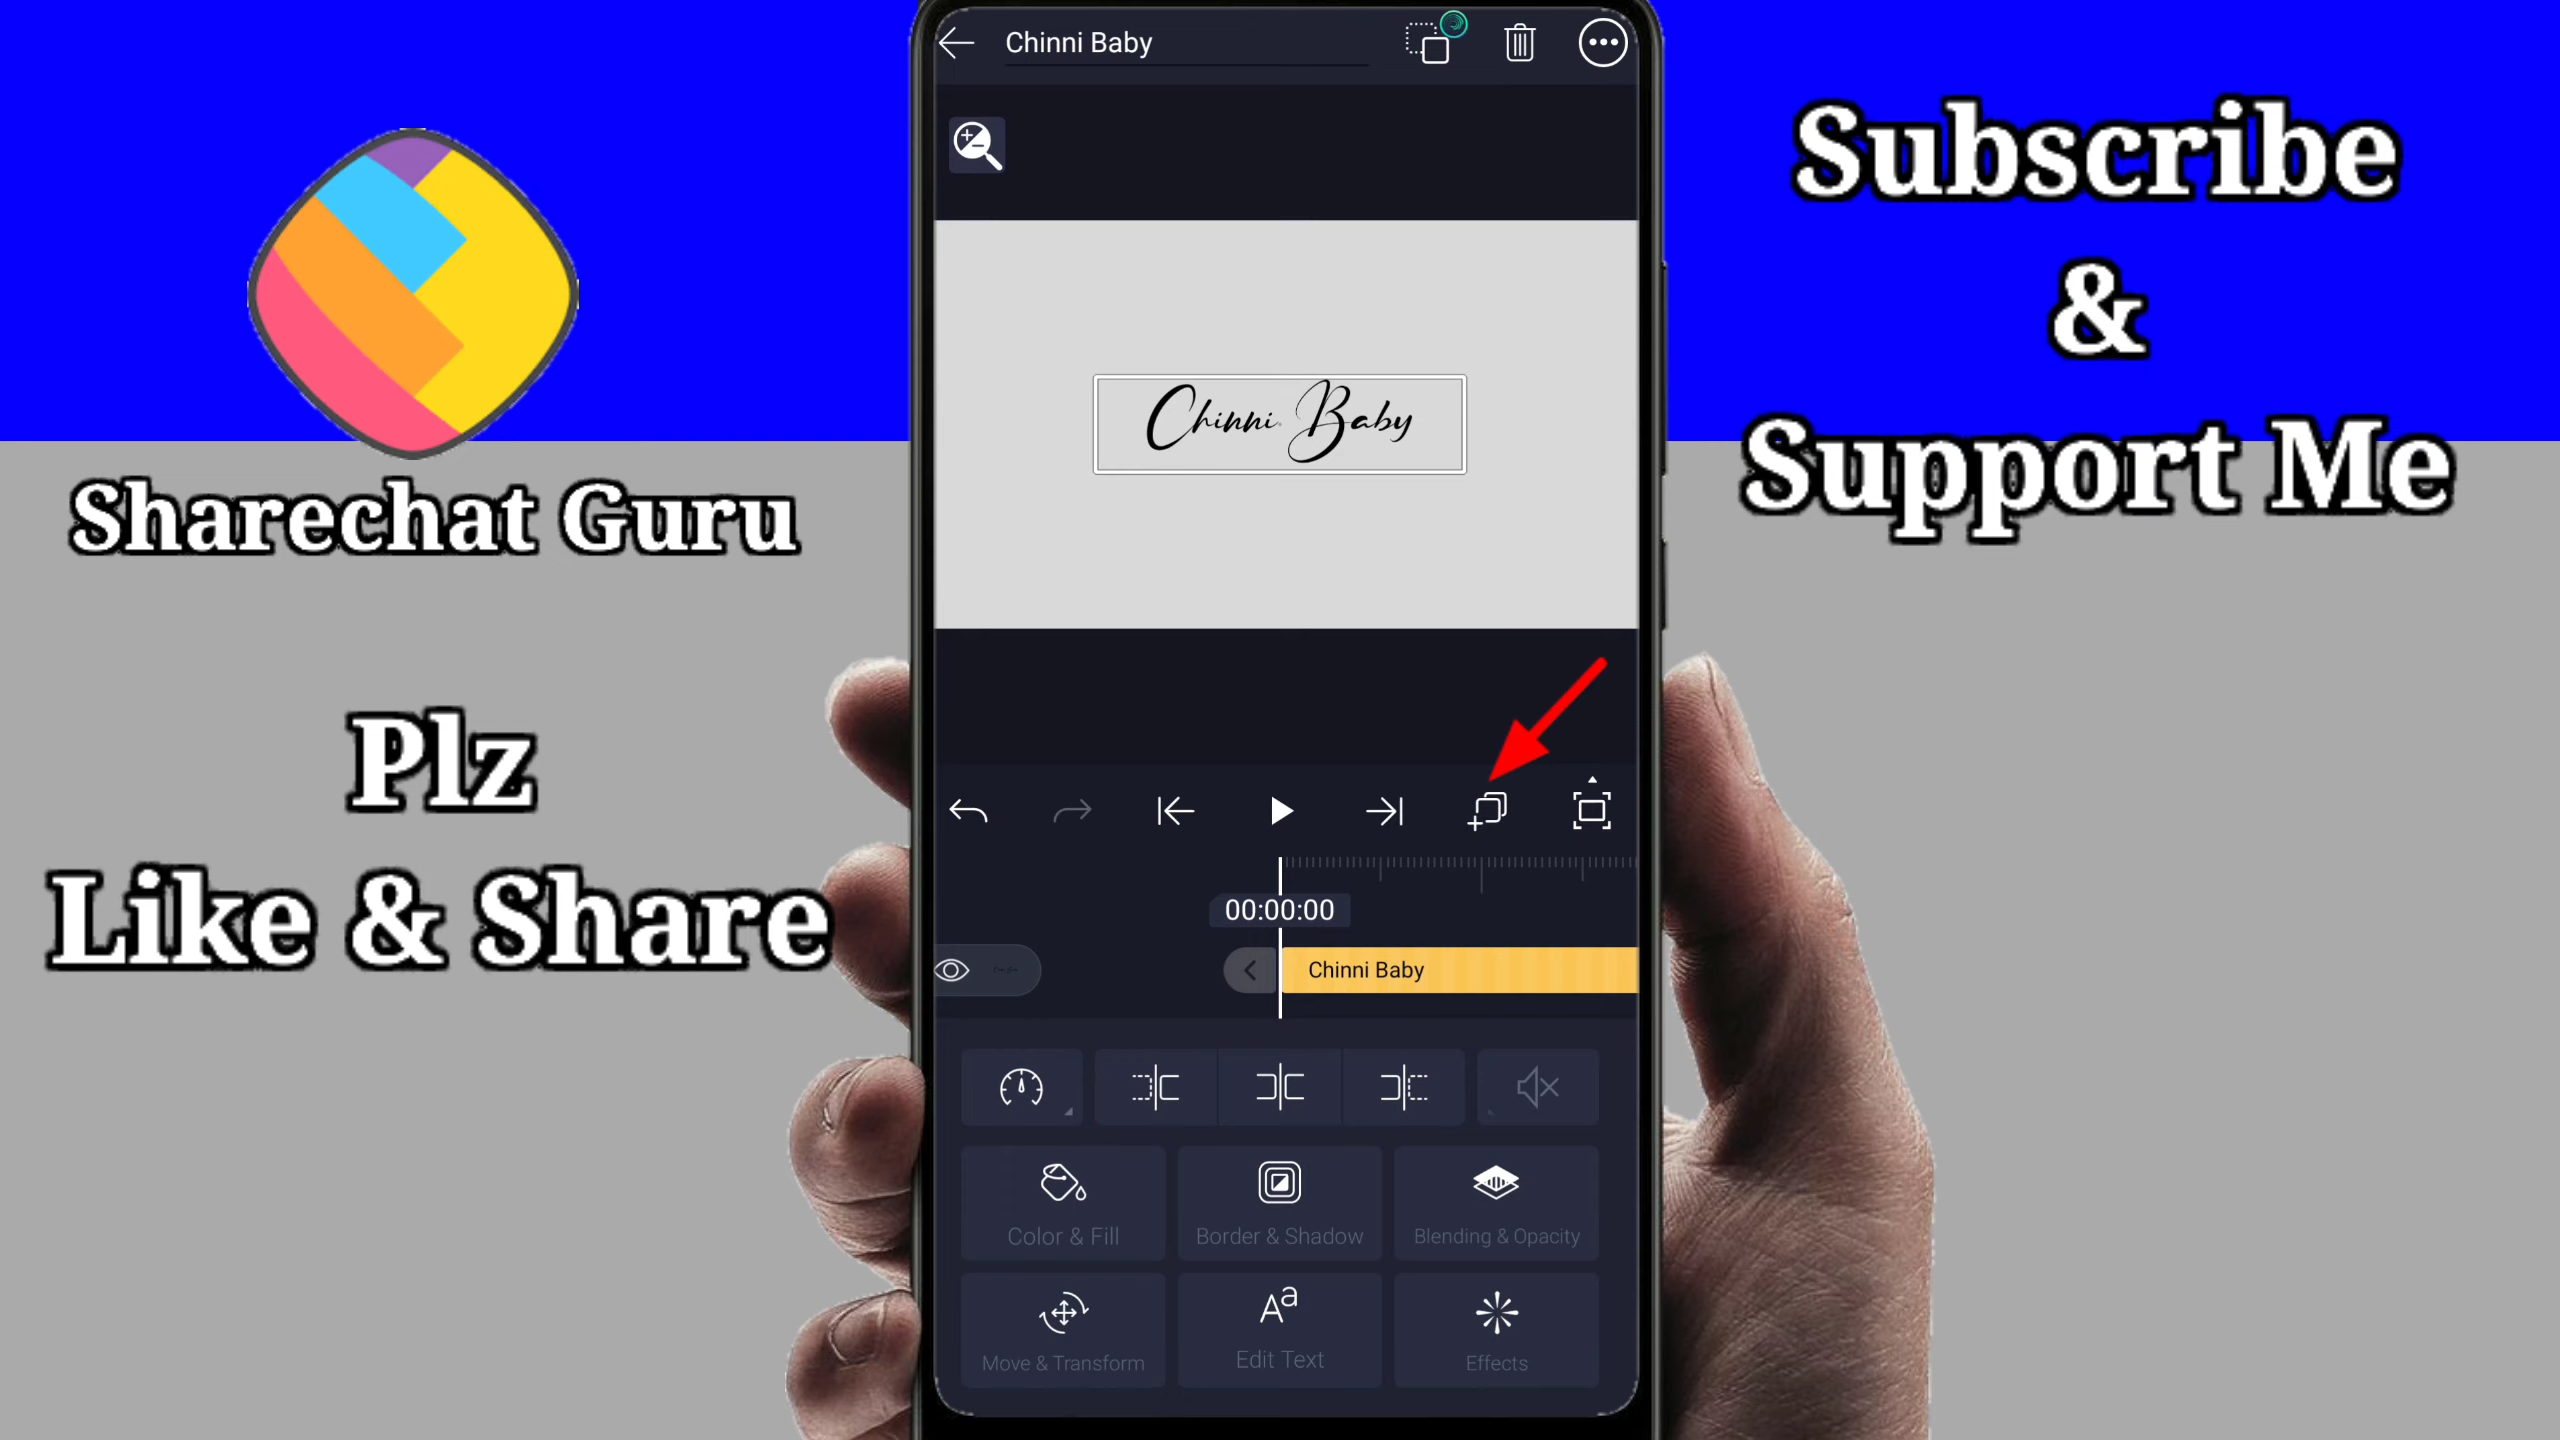 Chinni Baby
Subscribe
&
Support Me
Chinni Baby
Sharechat Guru
Plz
Like & Share
00:00:00
Chinni Baby
Color & Fill
Border & Shadow
Blending & Opacity
Move & Transform
Aa
Edit Text
Effects